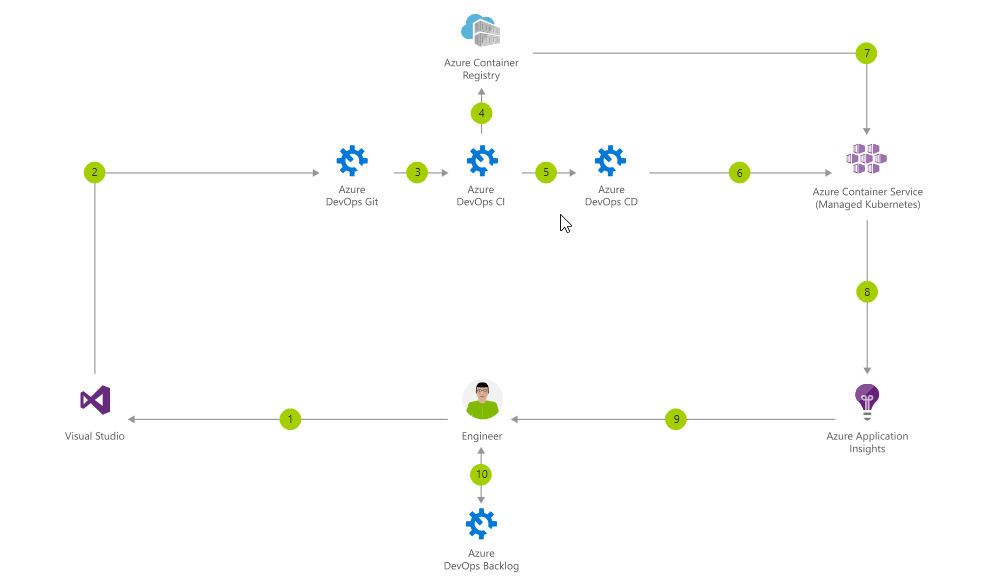 Azure Container
Registry
7
4
2
3
5
6
Azure
DevOps Git
Azure
DevOps CI
Azure
DevOps CD
Azure Container Service
(Managed Kubernetes)
8
1
9
Visual Studio
Engineer
Azure Application
Insights
10
Azure
DevOps Backlog